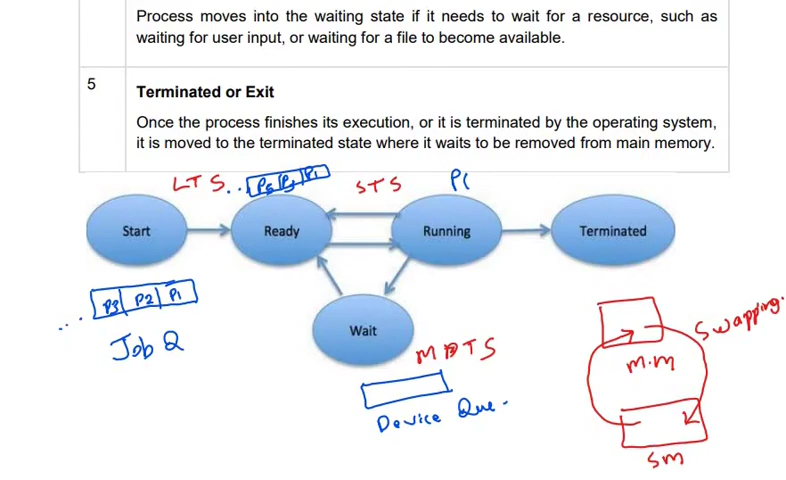 Process moves into the waiting state if it needs to wait for a resource, such as
waiting for user input, or waiting for a file to become available.
5
Terminated or Exit
Once the process finishes its execution, or it is terminated by the operating system,
it is moved to the terminated state where it waits to be removed from main memory.
LTS.. P1
STS
Start
Ready
Running
Terminated
P3 P2 P1
...
Job Q
Wait
MTS
Device Que.
Swapping.
M.M
SM